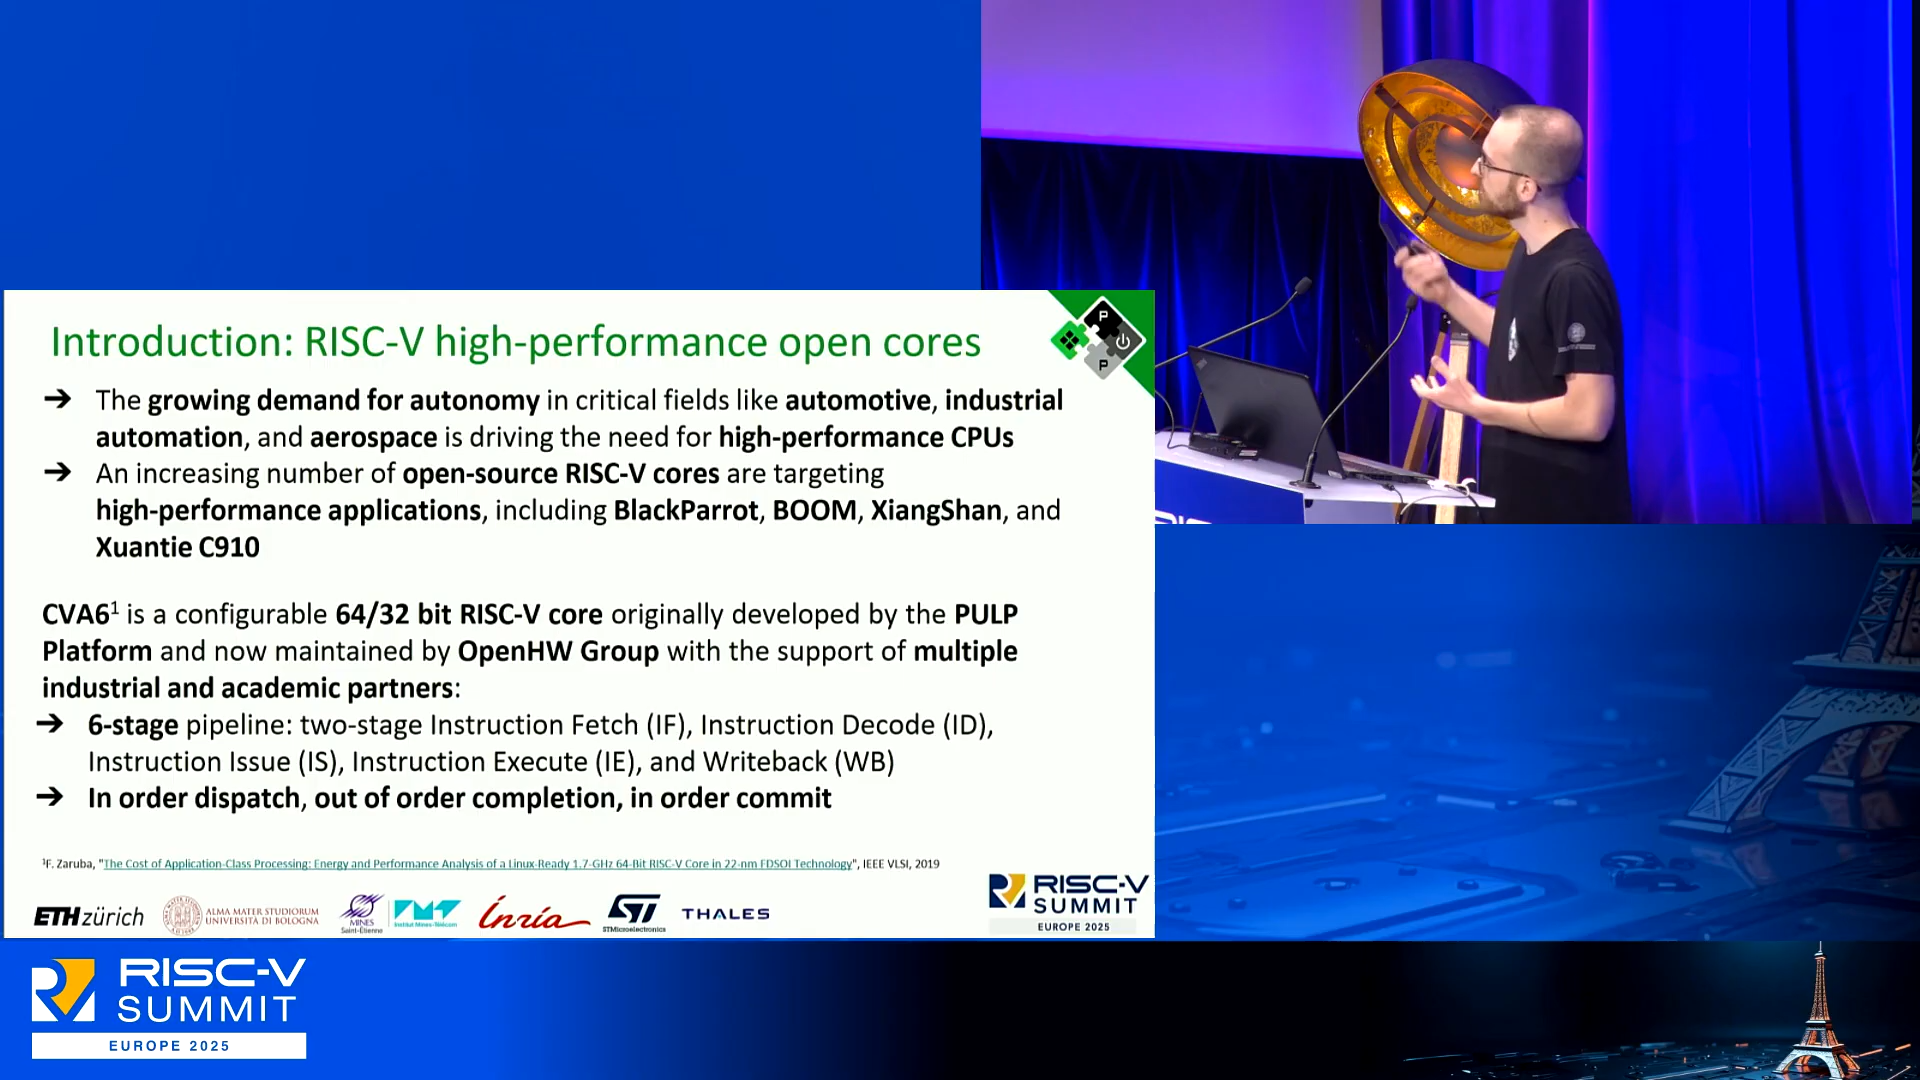 Introduction: RISC-V high-performance open cores
P
P
➔ The growing demand for autonomy in critical fields like automotive, industrial
automation, and aerospace is driving the need for high-performance CPUs
➔ An increasing number of open-source RISC-V cores are targeting
high-performance applications, including BlackParrot, BOOM, XiangShan, and
Xuantie C910
CVA6¹ is a configurable 64/32 bit RISC-V core originally developed by the PULP
Platform and now maintained by OpenHW Group with the support of multiple
industrial and academic partners:
➔ 6-stage pipeline: two-stage Instruction Fetch (IF), Instruction Decode (ID),
Instruction Issue (IS), Instruction Execute (IE), and Writeback (WB)
➔ In order dispatch, out of order completion, in order commit
¹F. Zaruba, "The Cost of Application-Class Processing: Energy and Performance Analysis of a Linux-Ready 1.7-GHz 64-Bit RISC-V Core in 22-nm FDSOI Technology", IEEE VLSI, 2019
ETH zürich
ALMA MATER STUDIORUM
UNIVERSITÀ DI BOLOGNA
MINES
Saint-Étienne
Institut Mines-Télécom
Inria
ST
STMicroelectronics
THALES
RISC-V
SUMMIT
EUROPE 2025
RISC-V
SUMMIT
EUROPE 2025